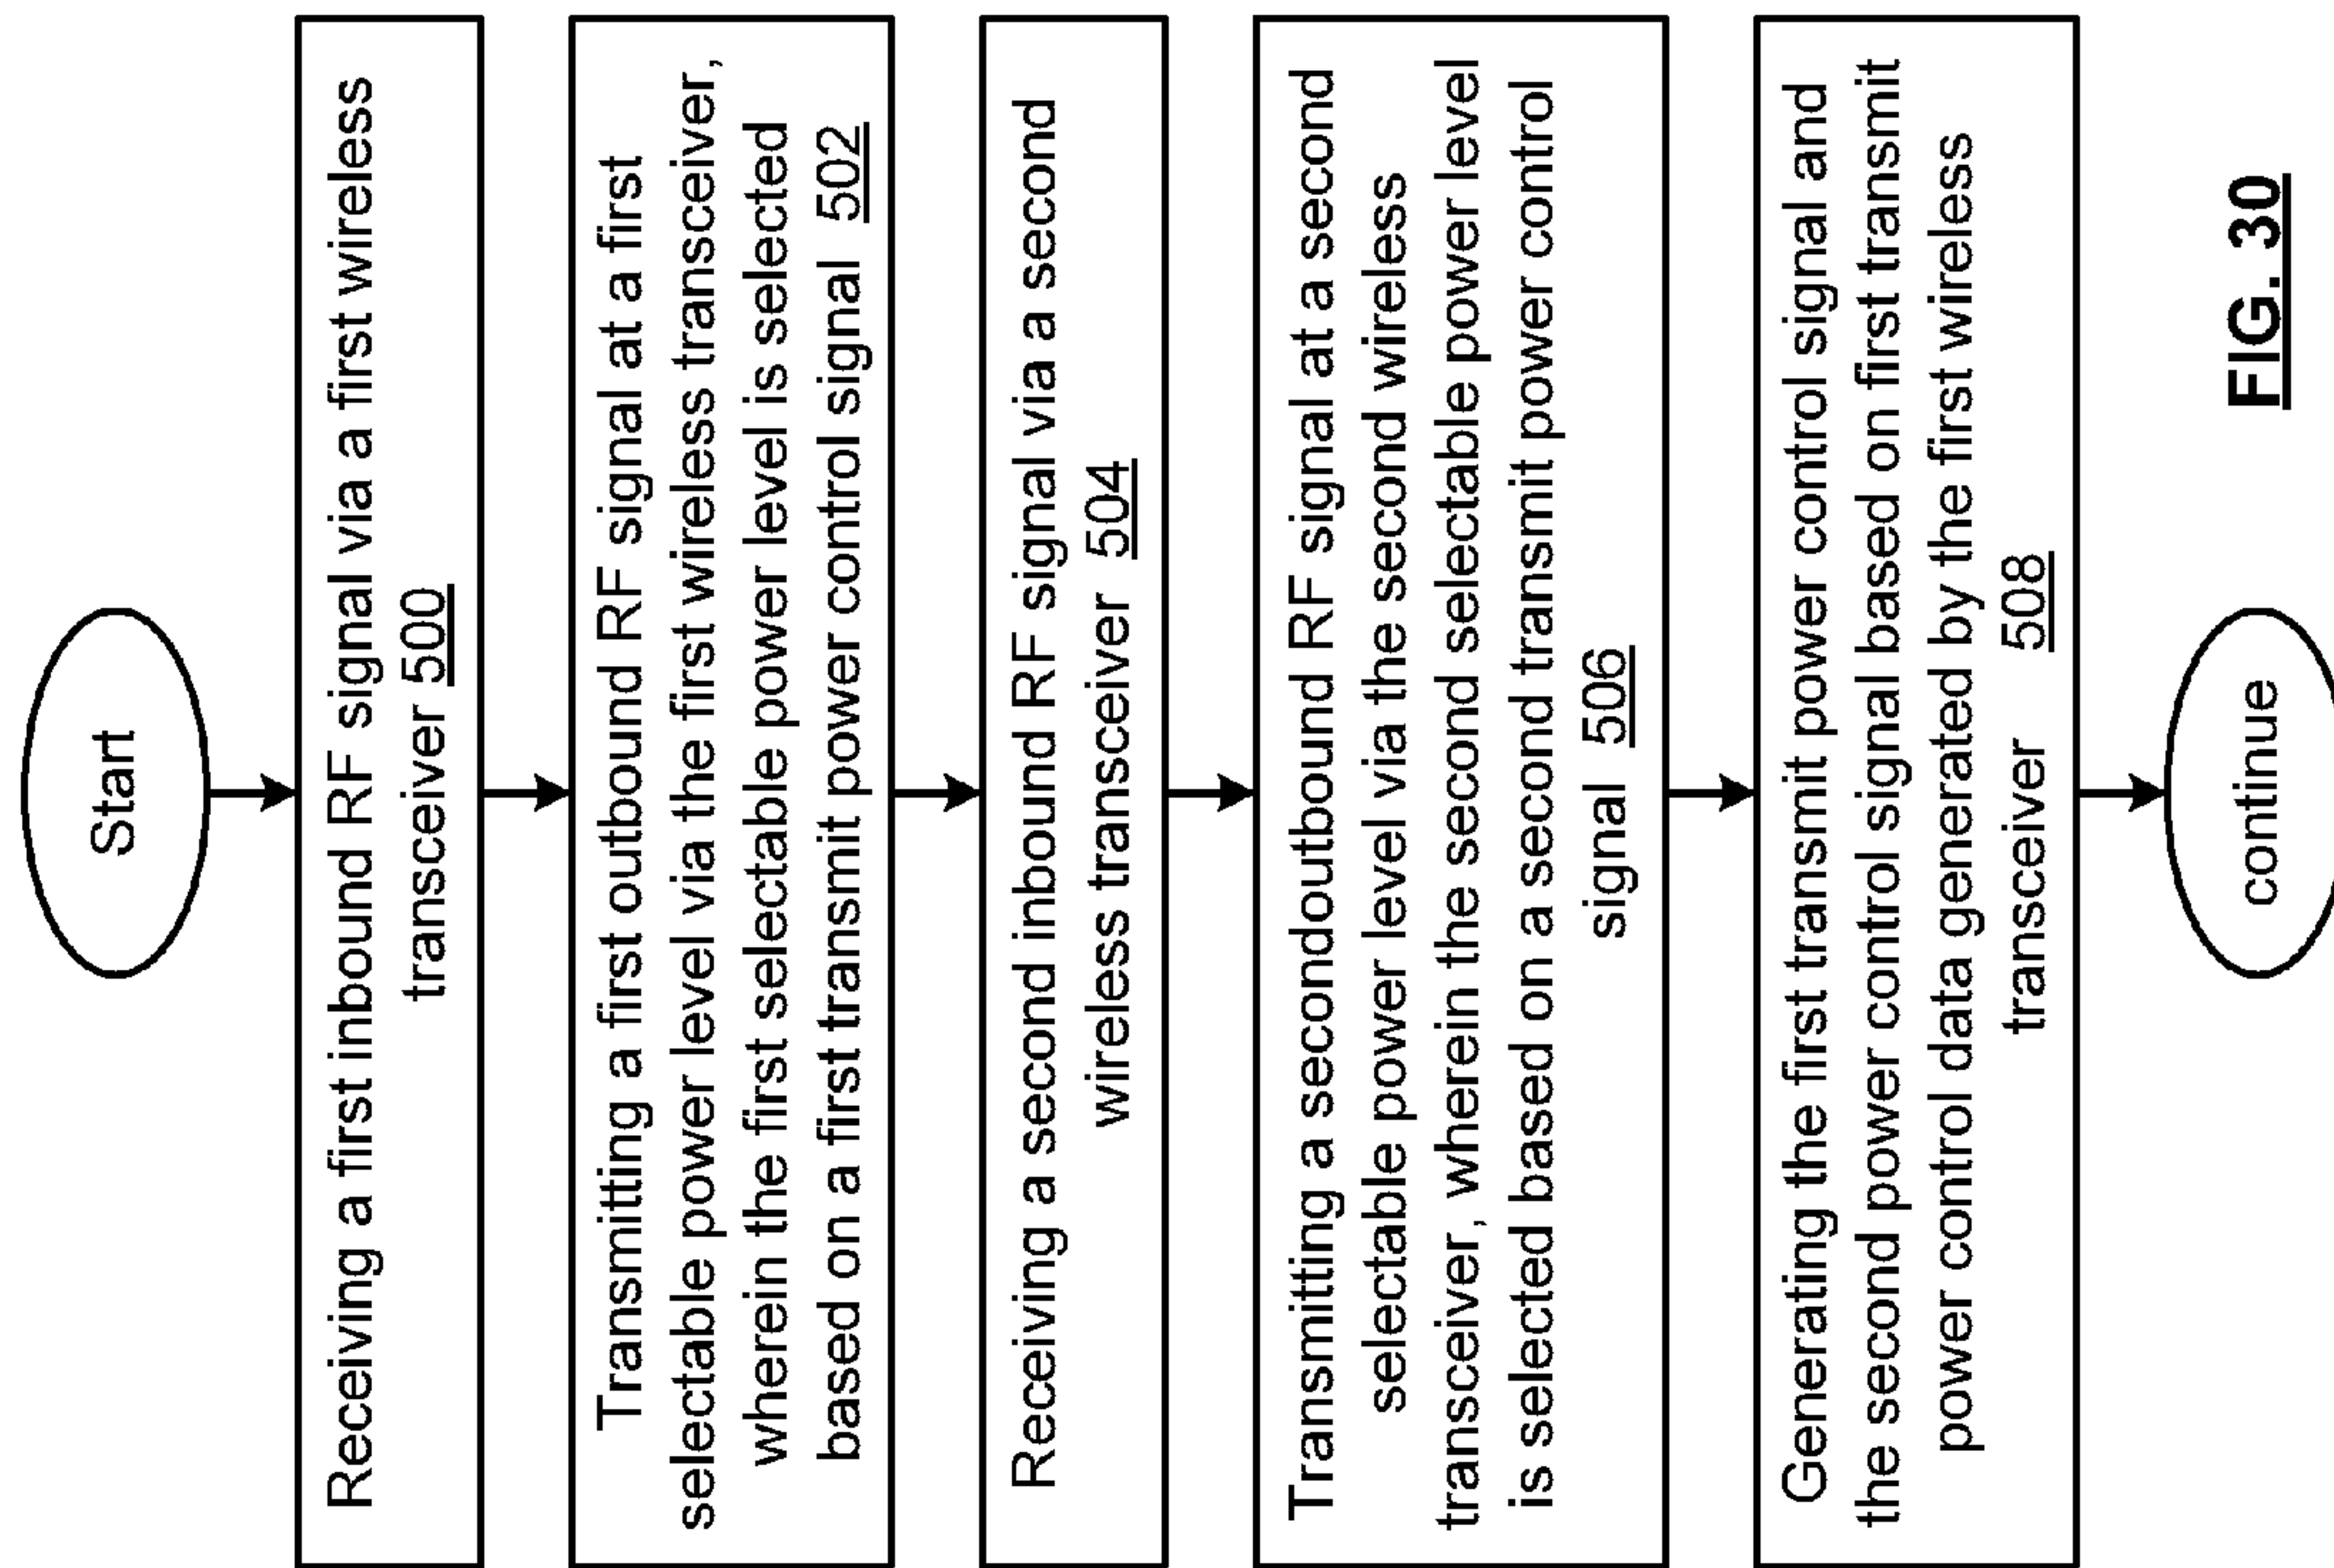 Start
Receiving a first inbound RF signal via a first wireless
transceiver 500
Transmitting a first outbound RF signal at a first
selectable power level via the first wireless transceiver,
wherein the first selectable power level is selected
based on a first transmit power control signal 502
Receiving a second inbound RF signal via a second
wireless transceiver 504
Transmitting a secondoutbound RF signal at a second
selectable power level via the second wireless
transceiver, wherein the second selectable power level
is selected based on a second transmit power control
signal 506
Generating the first transmit power control signal and
the second power control signal based on first transmit
power control data generated by the first wireless
transceiver 508
continue
FIG. 30